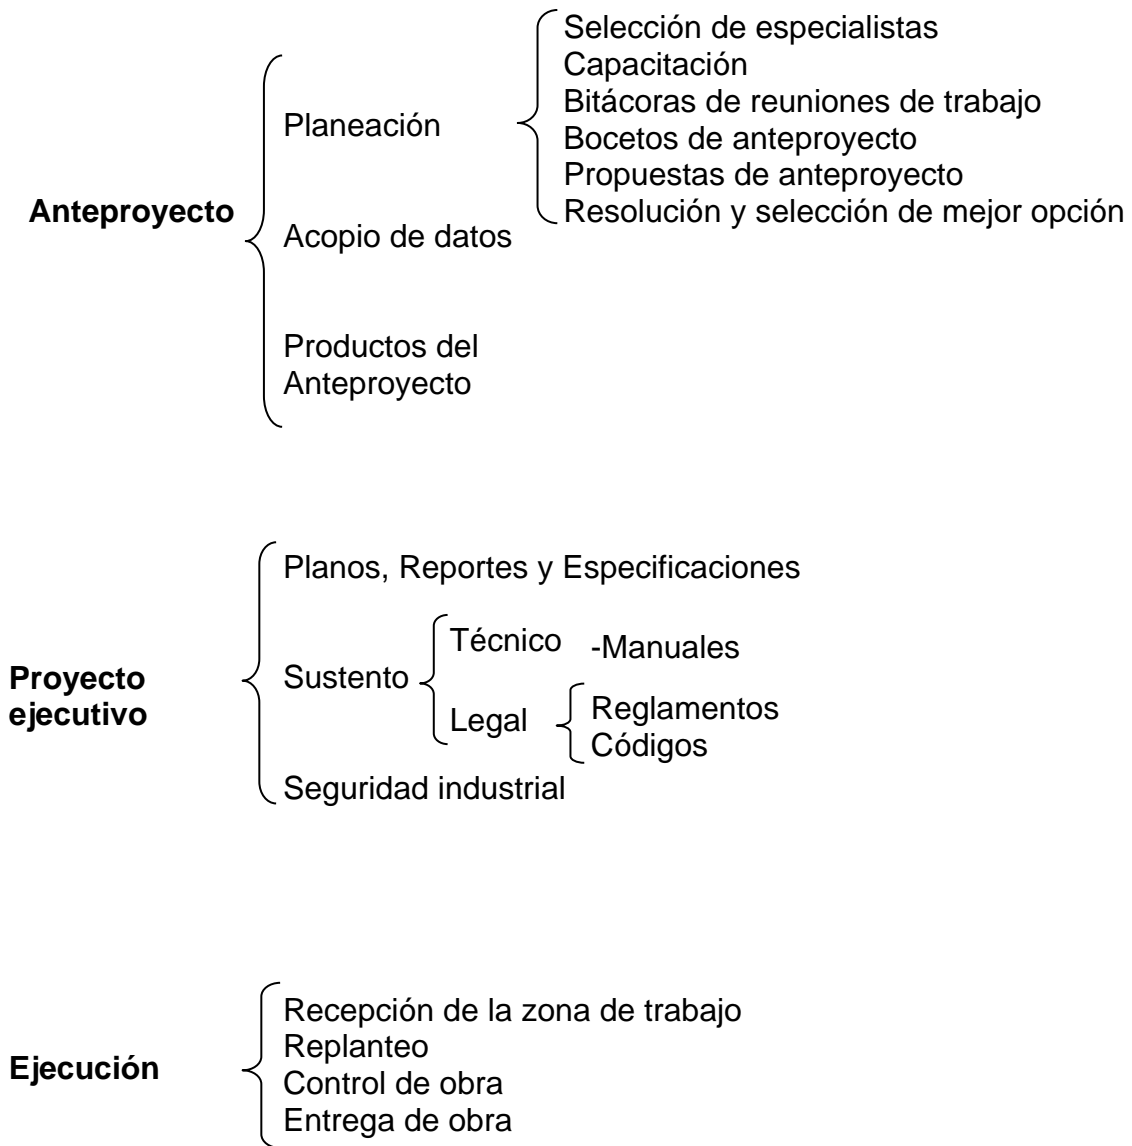 Selección de especialistas
Capacitación
Bitácoras de reuniones de trabajo
Planeación
Bocetos de anteproyecto
Propuestas de anteproyecto
Anteproyecto
Resolución y selección de mejor opción
Acopio de datos
Productos del
Anteproyecto
Planos, Reportes y Especificaciones
Técnico -Manuales
Proyecto
ejecutivo
Sustento
Legal
Reglamentos
Códigos
Seguridad industrial
Recepción de la zona de trabajo
Replanteo
Ejecución
Control de obra
Entrega de obra